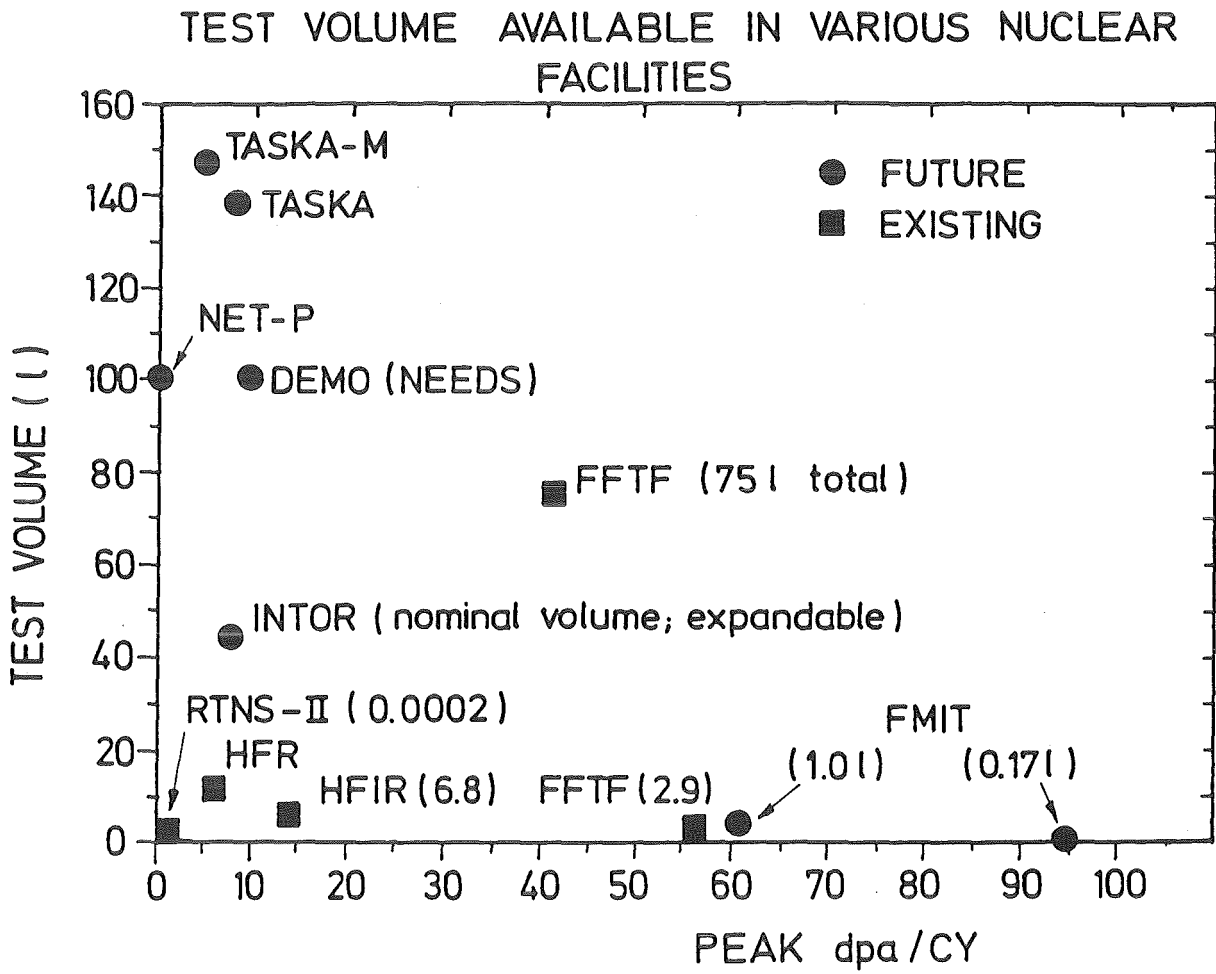 TEST VOLUME AVAILABLE IN VARIOUS NUCLEAR
FACILITIES
160
140
120
100
80
60
40
20
0
TEST VOLUME (l)
TASKA-M
TASKA
FUTURE
EXISTING
NET-P
DEMO (NEEDS)
FFTF (75 l total)
INTOR (nominal volume; expandable)
RTNS-II (0.0002)
HFR
HFIR (6.8)
FFTF (2.9)
FMIT
(1.0 l)
(0.17 l)
0 10 20 30 40 50 60 70 80 90 100
PEAK dpa/CY